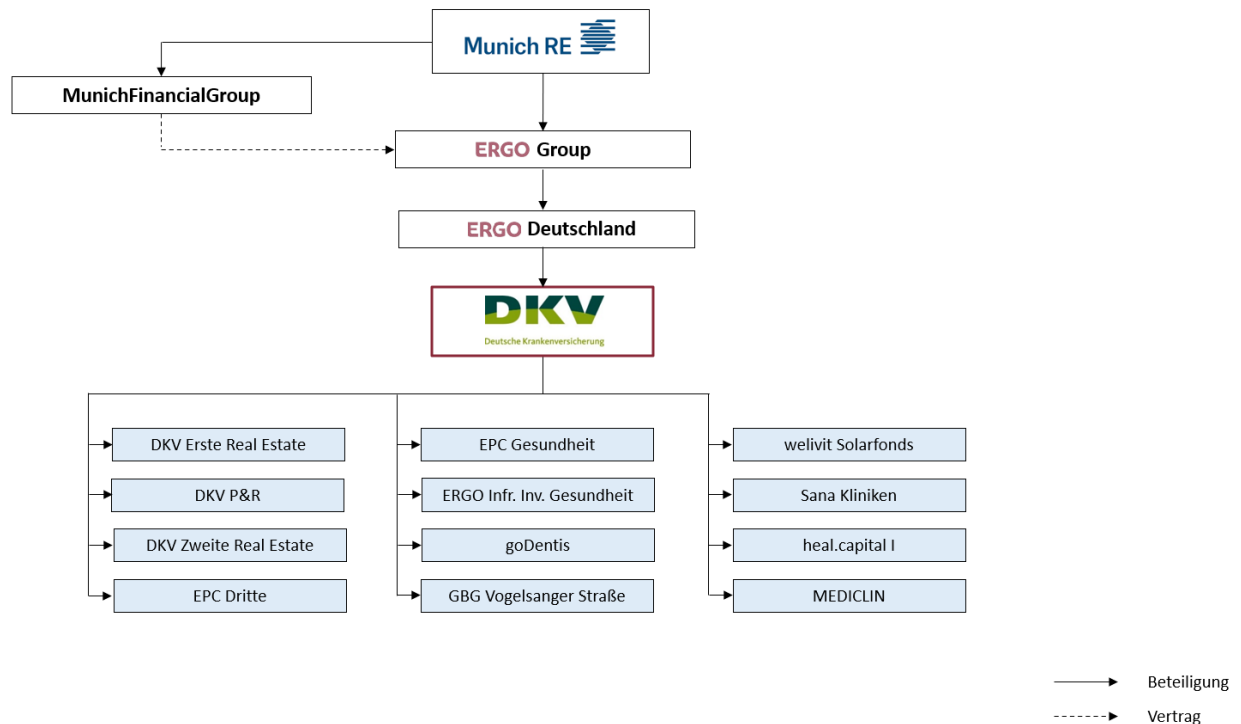 Munich RE
MunichFinancialGroup
ERGO Group
ERGO Deutschland
DKV
Deutsche Krankenversicherung
DKV Erste Real Estate
DKV P&R
DKV Zweite Real Estate
EPC Dritte
EPC Gesundheit
ERGO Infr. Inv. Gesundheit
goDentis
GBG Vogelsanger Straße
welivit Solarfonds
Sana Kliniken
heal.capital I
MEDICLIN
Beteiligung
Vertrag